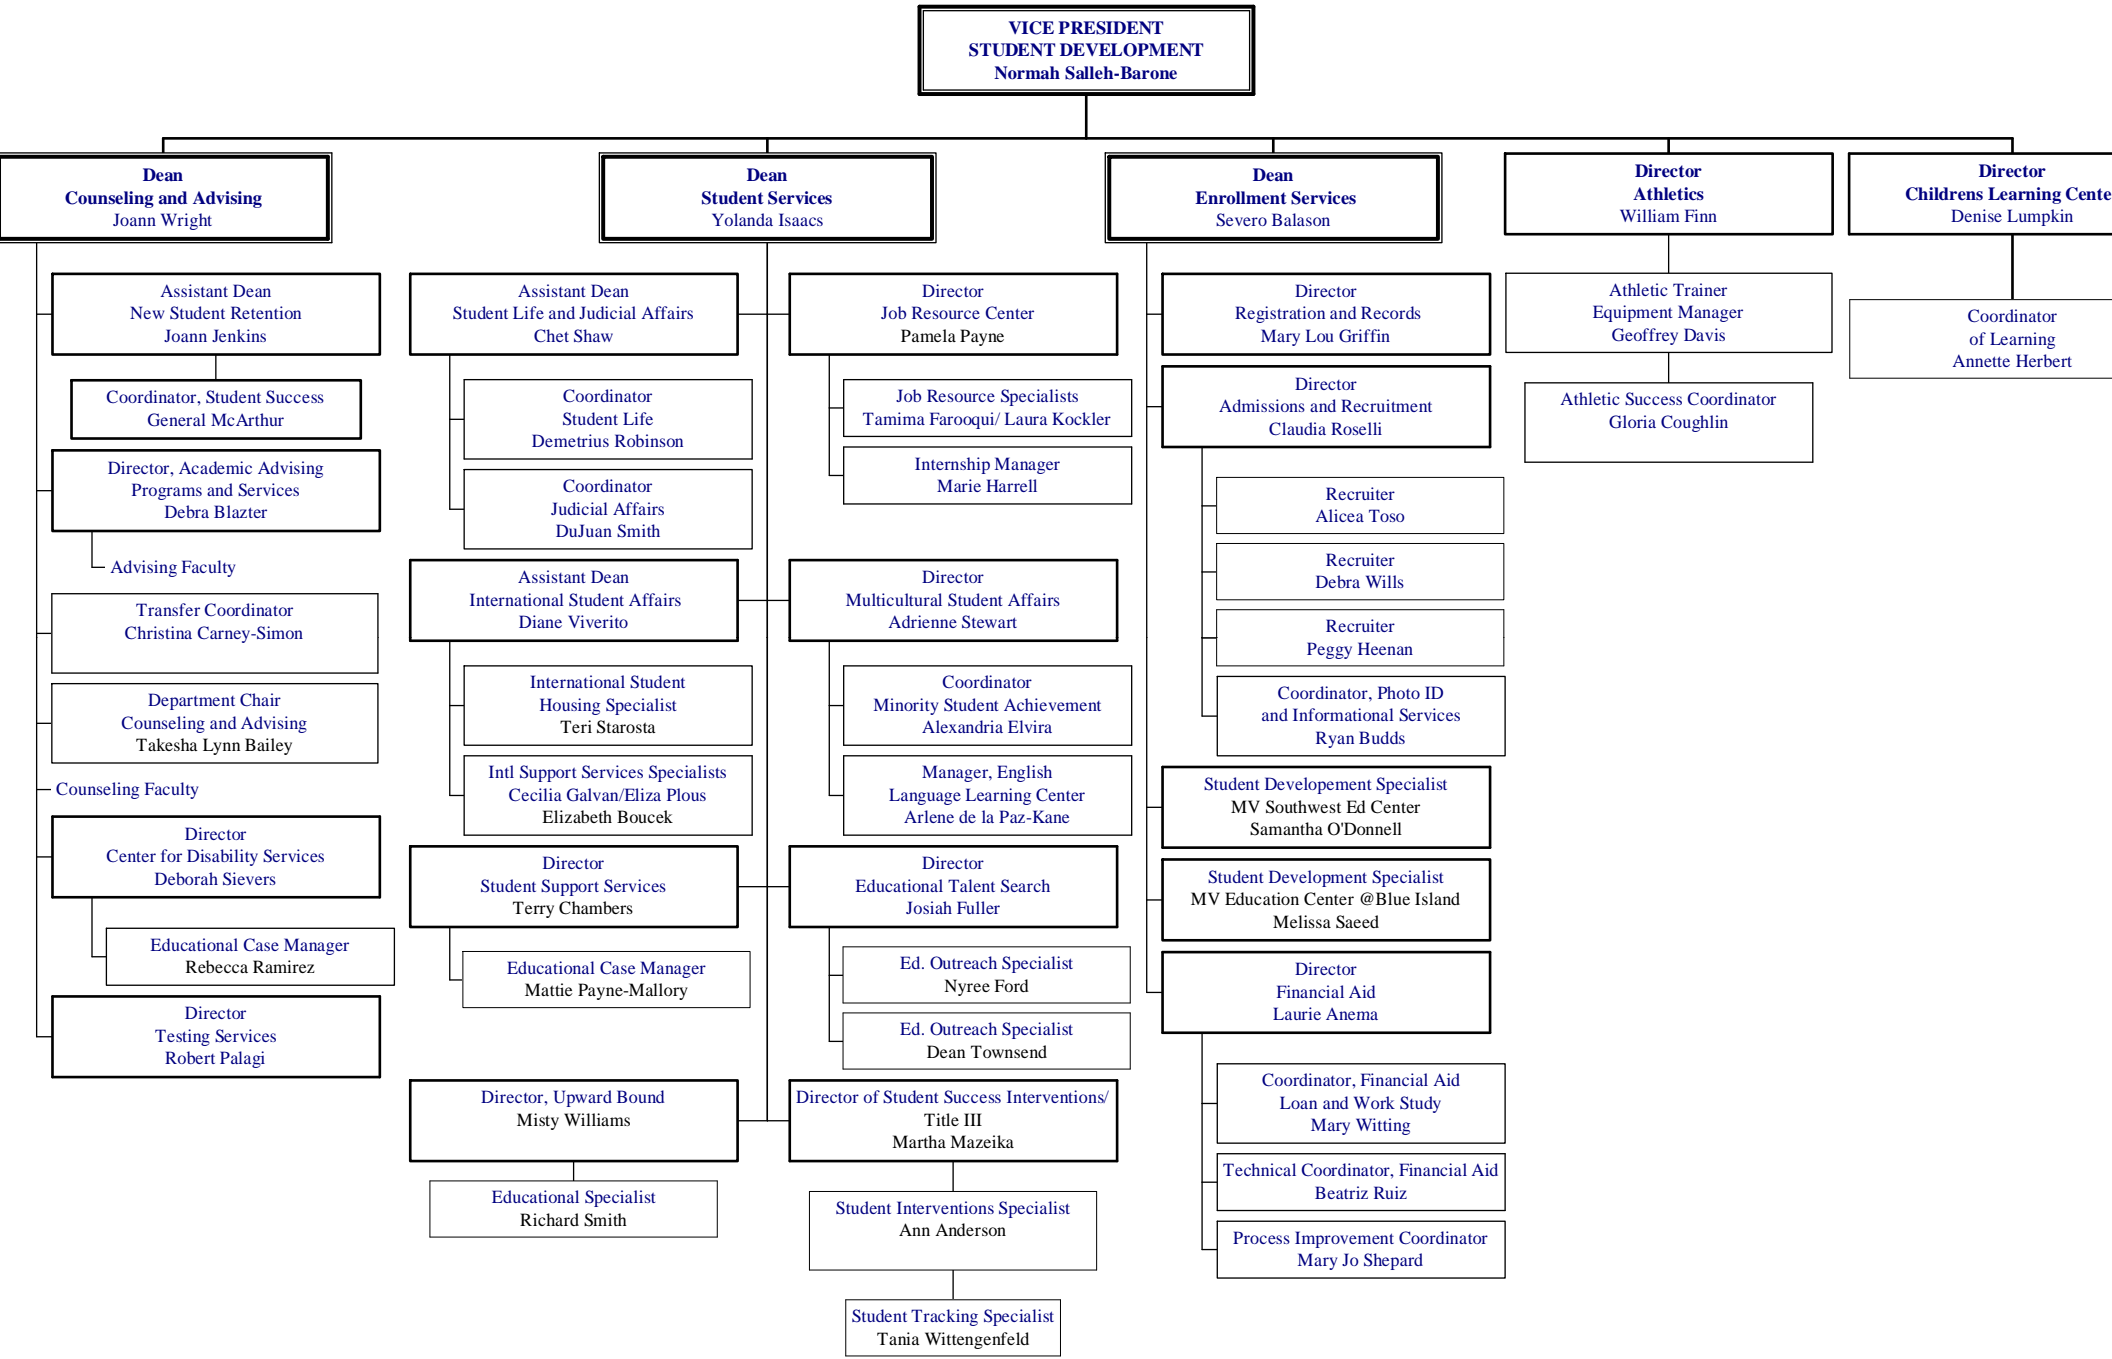 VICE PRESIDENT
STUDENT DEVELOPMENT
Normah Salleh-Barone
Dean
Counseling and Advising
Joann Wright
Dean
Student Services
Yolanda Isaacs
Dean
Enrollment Services
Severo Balason
Director
Athletics
William Finn
Director
Childrens Learning Cente
Denise Lumpkin
Assistant Dean
New Student Retention
Joann Jenkins
Coordinator, Student Success
General McArthur
Director, Academic Advising
Programs and Services
Debra Blazter
Advising Faculty
Transfer Coordinator
Christina Carney-Simon
Department Chair
Counseling and Advising
Takesha Lynn Bailey
Counseling Faculty
Director
Center for Disability Services
Deborah Sievers
Educational Case Manager
Rebecca Ramirez
Director
Testing Services
Robert Palagi
Assistant Dean
Student Life and Judicial Affairs
Chet Shaw
Coordinator
Student Life
Demetrius Robinson
Coordinator
Judicial Affairs
DuJuan Smith
Assistant Dean
International Student Affairs
Diane Viverito
International Student
Housing Specialist
Teri Starosta
Intl Support Services Specialists
Cecilia Galvan/Eliza Plous
Elizabeth Boucek
Director
Student Support Services
Terry Chambers
Educational Case Manager
Mattie Payne-Mallory
Director, Upward Bound
Misty Williams
Educational Specialist
Richard Smith
Director
Job Resource Center
Pamela Payne
Job Resource Specialists
Tamima Farooqui/ Laura Kockler
Internship Manager
Marie Harrell
Director
Multicultural Student Affairs
Adrienne Stewart
Coordinator
Minority Student Achievement
Alexandria Elvira
Manager, English
Language Learning Center
Arlene de la Paz-Kane
Director
Educational Talent Search
Josiah Fuller
Ed. Outreach Specialist
Nyree Ford
Ed. Outreach Specialist
Dean Townsend
Director of Student Success Interventions/
Title III
Martha Mazeika
Student Interventions Specialist
Ann Anderson
Student Tracking Specialist
Tania Wittengenfeld
Director
Registration and Records
Mary Lou Griffin
Director
Admissions and Recruitment
Claudia Roselli
Recruiter
Alicea Toso
Recruiter
Debra Wills
Recruiter
Peggy Heenan
Coordinator, Photo ID
and Informational Services
Ryan Budds
Student Developement Specialist
MV Southwest Ed Center
Samantha O'Donnell
Student Development Specialist
MV Education Center @Blue Island
Melissa Saeed
Director
Financial Aid
Laurie Anema
Coordinator, Financial Aid
Loan and Work Study
Mary Witting
Technical Coordinator, Financial Aid
Beatriz Ruiz
Process Improvement Coordinator
Mary Jo Shepard
Athletic Trainer
Equipment Manager
Geoffrey Davis
Athletic Success Coordinator
Gloria Coughlin
Coordinator
of Learning
Annette Herbert